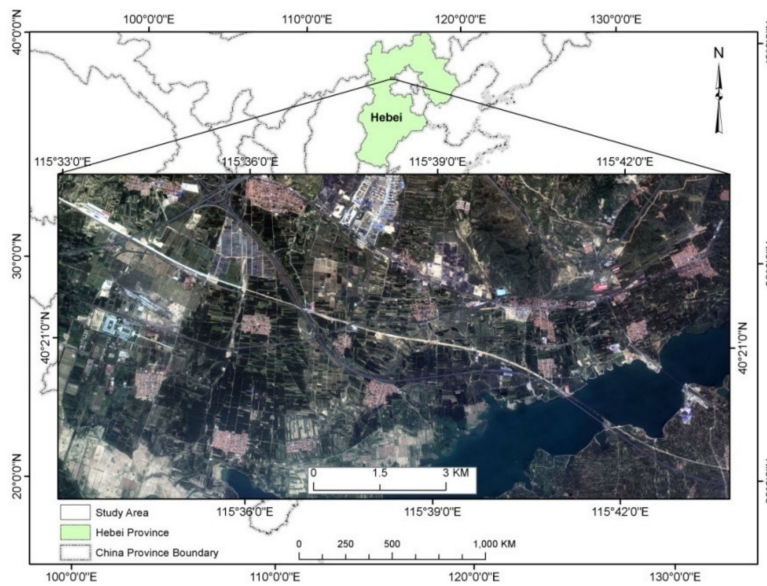 100°0'0"E 110°0'0"E 120°0'0"E 130°0'0"E
40°0'0"N
N
Hebei
115°33'0"E 115°36'0"E 115°39'0"E 115°42'0"E
30°0'0"N
40°21'0"N
40°21'0"N
20°0'0"N
0 1.5 3 KM
115°36'0"E 115°39'0"E 115°42'0"E
Study Area
Hebei Province
China Province Boundary
0 250 500 1,000 KM
100°0'0"E 110°0'0"E 120°0'0"E 130°0'0"E